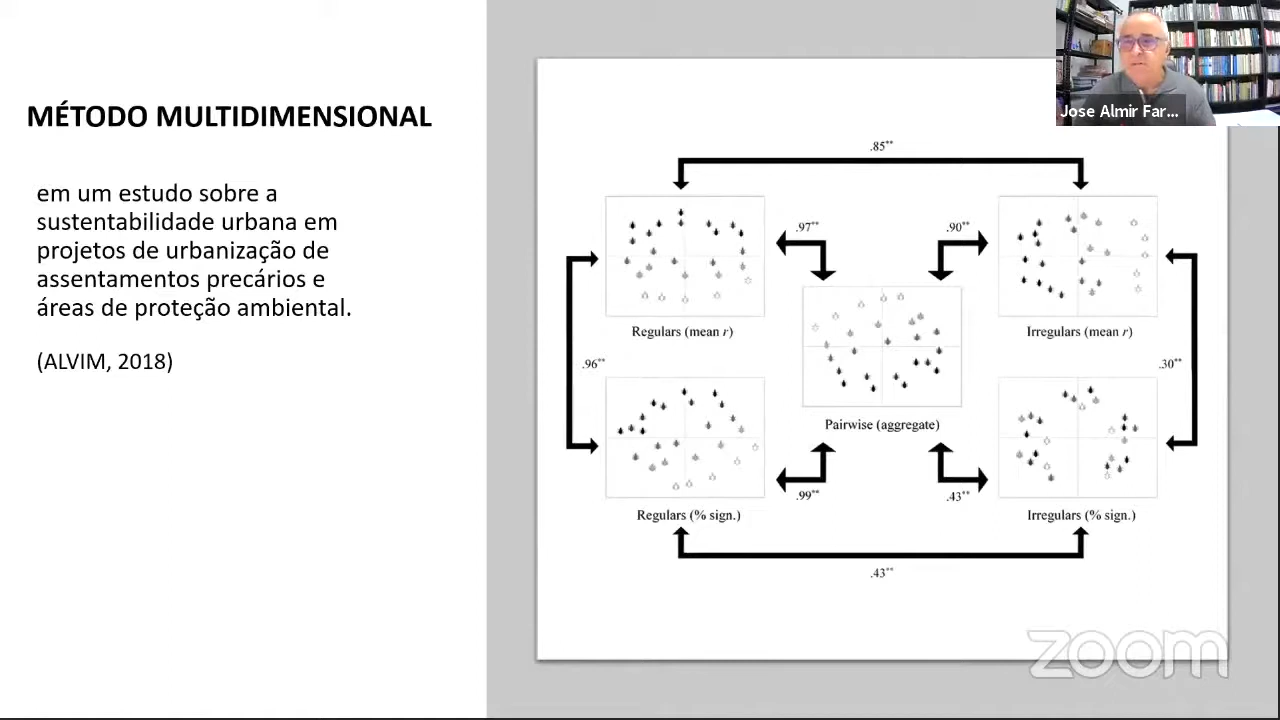 MÉTODO MULTIDIMENSIONAL
em um estudo sobre a
sustentabilidade urbana em
projetos de urbanização de
assentamentos precários e
áreas de proteção ambiental.
(ALVIM, 2018)
Jose Almir Far...
.85**
.97**
.90**
Regulars (mean r)
Irregulars (mean r)
.96**
.30**
Pairwise (aggregate)
.99**
.43**
Regulars (% sign.)
Irregulars (% sign.)
.43**
zoom